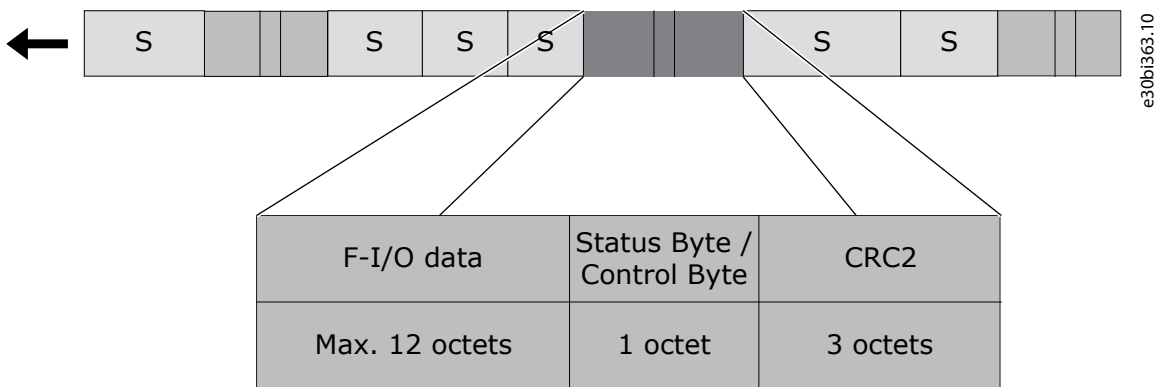 S
S
S
S
S
S
e30bi363.10
F-I/O data
Status Byte /
Control Byte
CRC2
Max. 12 octets
1 octet
3 octets